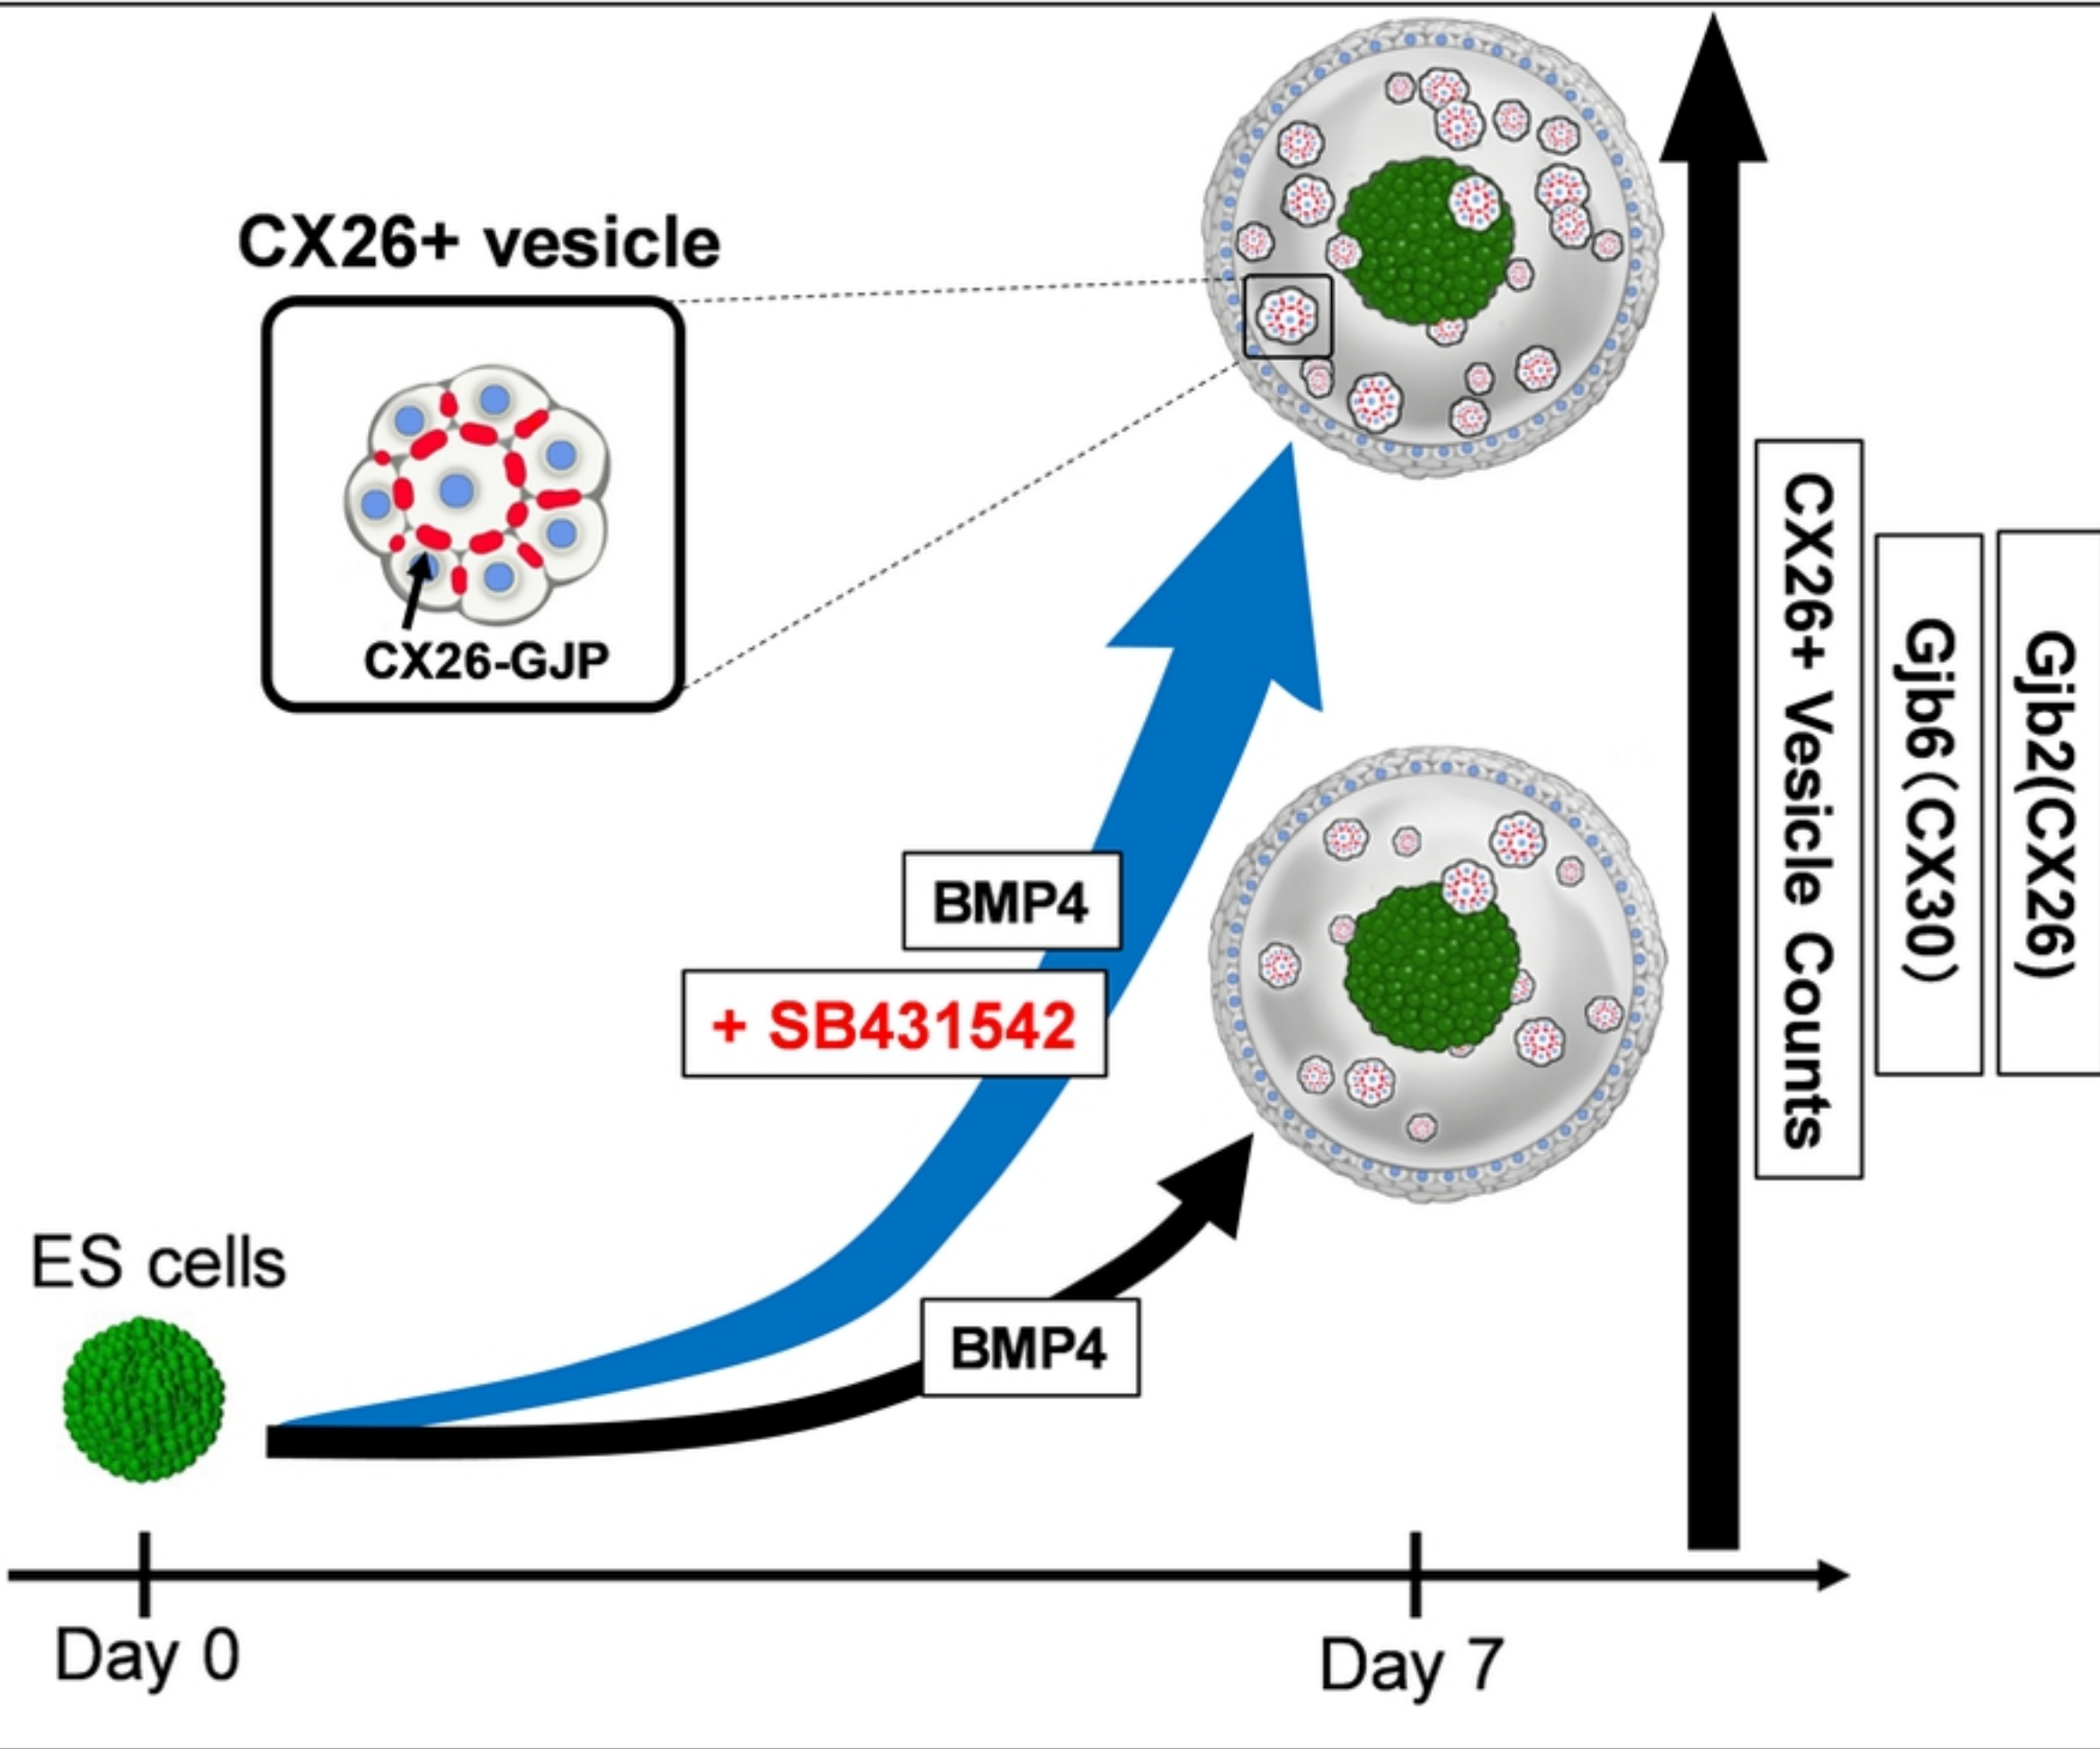 CX26+ vesicle
CX26-GJP
BMP4
+ SB431542
BMP4
ES cells
Day 0
Day 7
CX26+ Vesicle Counts
Gjb6（CX30）
Gjb2(CX26)